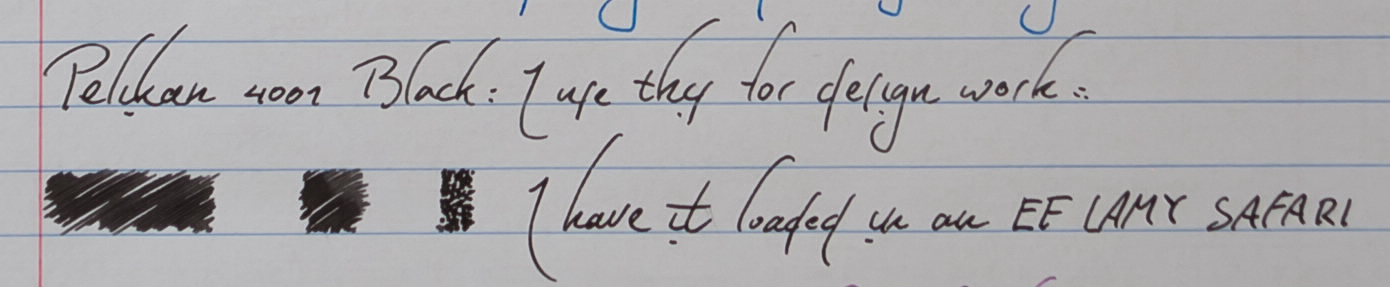 Pelikan 4001 Black: I use this for design work:
I have it loaded in an EF LAMY SAFARI